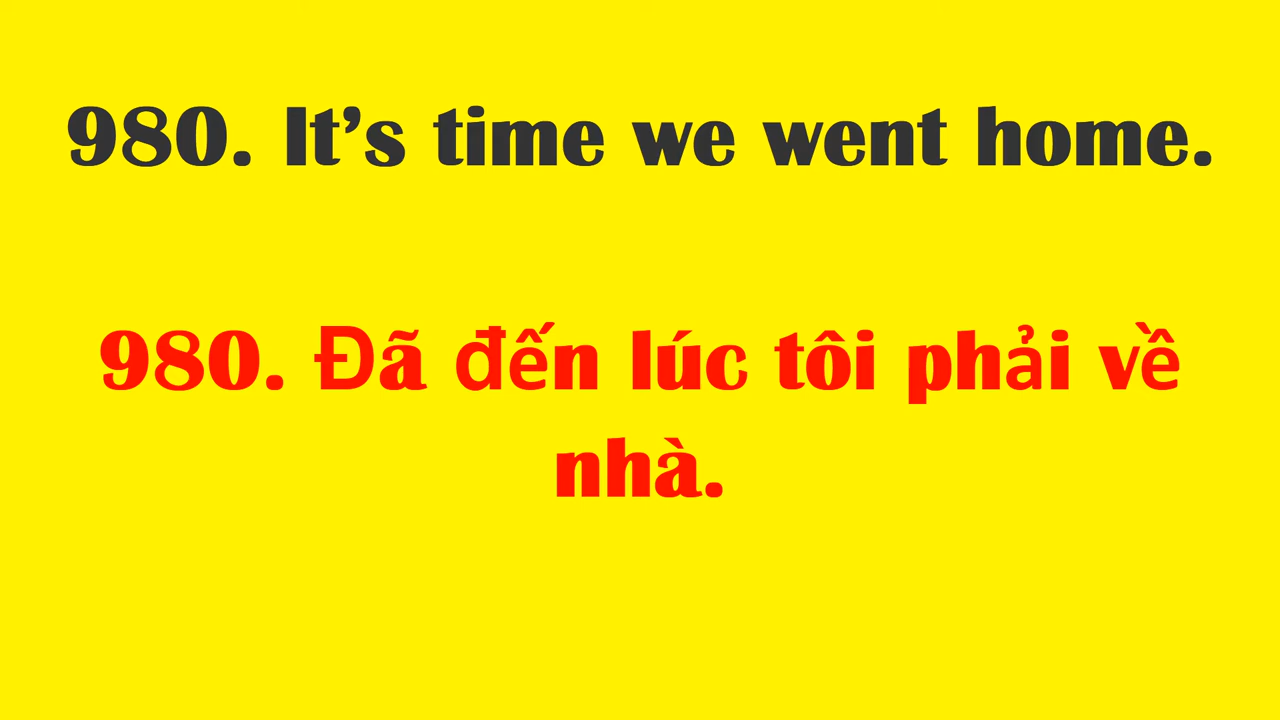 980. It’s time we went home.
980. Đã đến lúc tôi phải về
nhà.